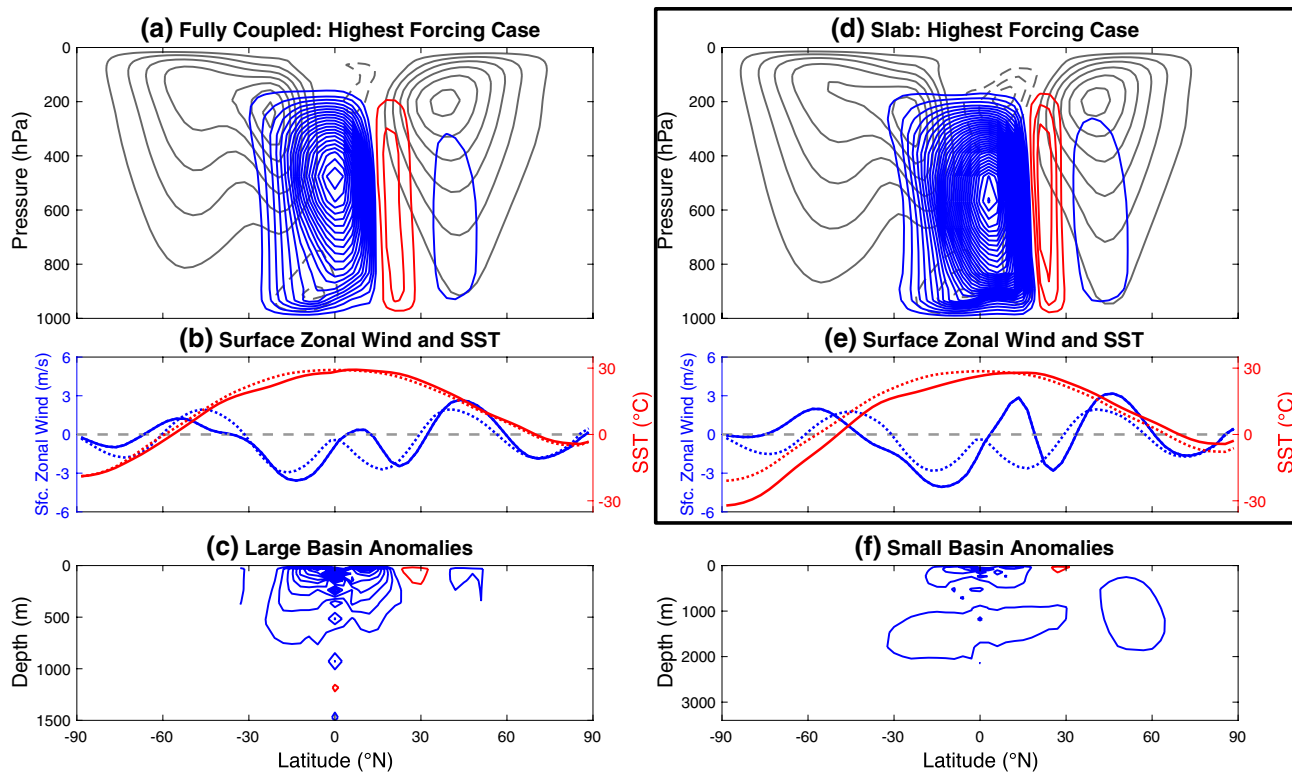 (a) Fully Coupled: Highest Forcing Case
0
200
400
600
800
1000
Pressure (hPa)
(b) Surface Zonal Wind and SST
6
3
0
-3
-6
Sfc. Zonal Wind (m/s)
30
0
-30
SST (°C)
(c) Large Basin Anomalies
0
500
1000
1500
Depth (m)
-90 -60 -30 0 30 60 90
Latitude (°N)
(d) Slab: Highest Forcing Case
0
200
400
600
800
1000
Pressure (hPa)
(e) Surface Zonal Wind and SST
6
3
0
-3
-6
Sfc. Zonal Wind (m/s)
30
0
-30
SST (°C)
(f) Small Basin Anomalies
0
1000
2000
3000
Depth (m)
-90 -60 -30 0 30 60 90
Latitude (°N)